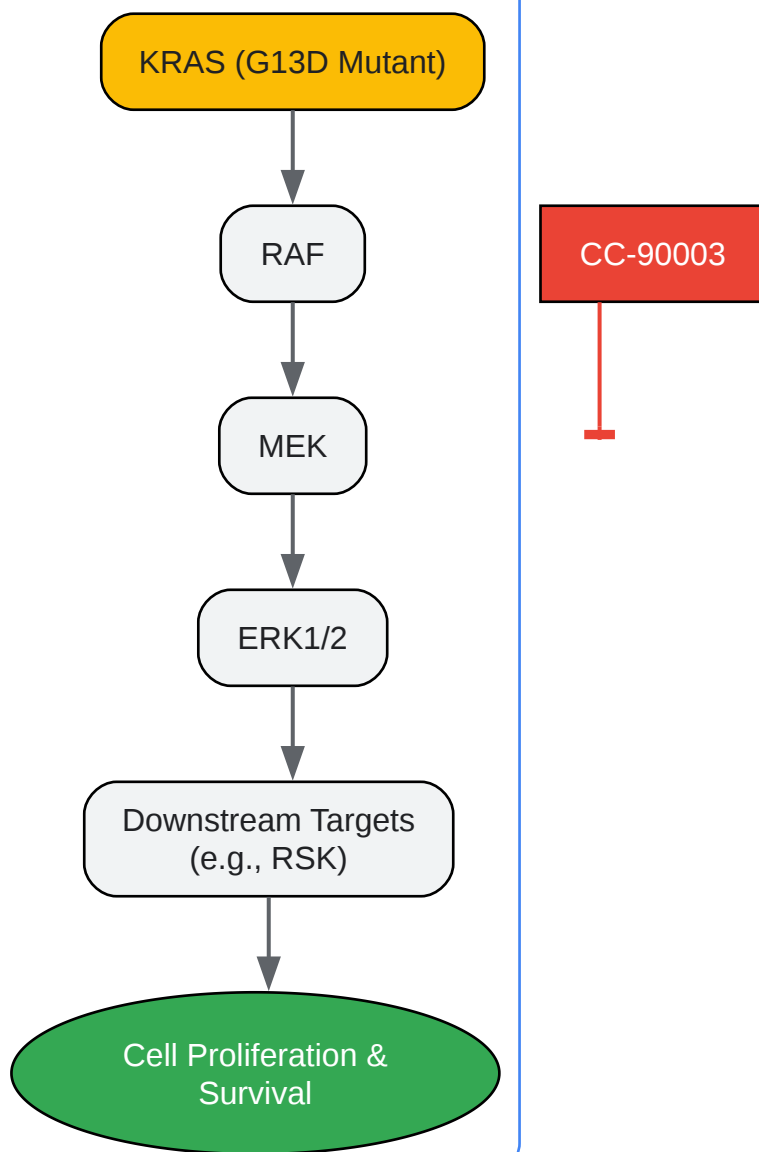 KRAS (G13D Mutant)
RAF
CC-90003
MEK
ERK1/2
Downstream Targets
(e.g., RSK)
Cell Proliferation &
Survival